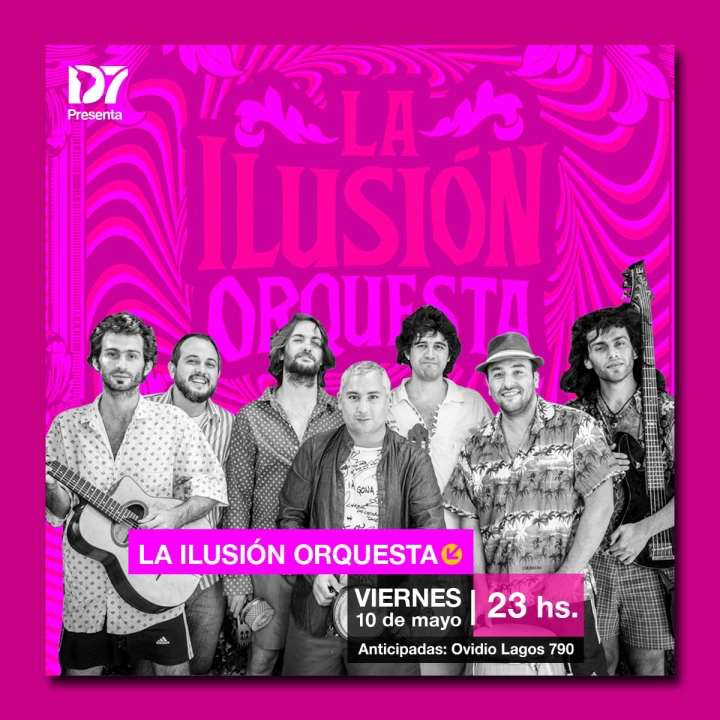 D7
Presenta
LA
ILUSIÓN
ORQUESTA
LA ILUSIÓN ORQUESTA
VIERNES
10 de mayo
23 hs.
Anticipadas: Ovidio Lagos 790